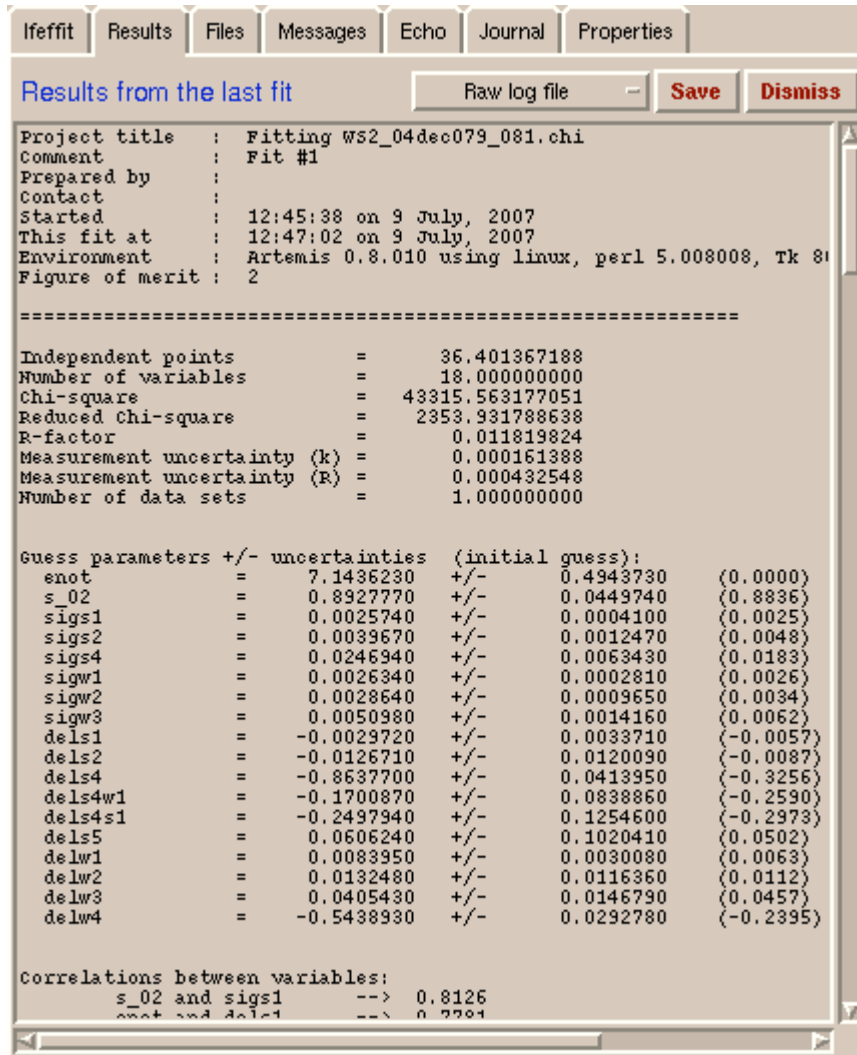 Ifeffit Results Files Messages Echo Journal Properties
Results from the last fit Raw log file Save Dismiss
Project title : Fitting WS2_04dec079_081.chi
Comment : Fit #1
Prepared by :
Contact :
Started : 12:45:38 on 9 July, 2007
This fit at : 12:47:02 on 9 July, 2007
Environment : Artemis 0.8.010 using linux, perl 5.008008, Tk
Figure of merit : 2
============================================================
Independent points = 36.401367188
Number of variables = 18.000000000
Chi-square = 43315.563177051
Reduced Chi-square = 2353.931788638
R-factor = 0.011819824
Measurement uncertainty (k) = 0.000161388
Measurement uncertainty (R) = 0.000432548
Number of data sets = 1.000000000
Guess parameters +/- uncertainties (initial guess):
enot = 7.1436230 +/- 0.4943730 (0.0000)
s_02 = 0.8927770 +/- 0.0449740 (0.8836)
sigs1 = 0.0025740 +/- 0.0004100 (0.0025)
sigs2 = 0.0039670 +/- 0.0012470 (0.0048)
sigs4 = 0.0246940 +/- 0.0063430 (0.0183)
sigw1 = 0.0026340 +/- 0.0002810 (0.0026)
sigw2 = 0.0028640 +/- 0.0009650 (0.0034)
sigw3 = 0.0050980 +/- 0.0014160 (0.0062)
dels1 = -0.0029720 +/- 0.0033710 (-0.0057)
dels2 = -0.0126710 +/- 0.0120090 (-0.0087)
dels4 = -0.8637700 +/- 0.0413950 (-0.3256)
dels4w1 = -0.1700870 +/- 0.0838860 (-0.2590)
dels4s1 = -0.2497940 +/- 0.1254600 (-0.2973)
dels5 = 0.0606240 +/- 0.1020410 (0.0502)
delw1 = 0.0083950 +/- 0.0030080 (0.0063)
delw2 = 0.0132480 +/- 0.0116360 (0.0112)
delw3 = 0.0405430 +/- 0.0146790 (0.0457)
delw4 = -0.5438930 +/- 0.0292780 (-0.2395)
Correlations between variables:
s_02 and sigs1 --> 0.8126
enot and dels1 --> 0.7791